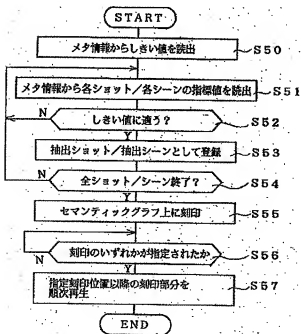 START
メタ情報からしきい値を読出
S50
メタ情報から各ショット/各シーンの指標値を読出
S51
しきい値に適う?
S52
N
Y
抽出ショット/抽出シーンとして登録
S53
全ショット/シーン終了?
S54
N
Y
セマンティックグラフ上に刻印
S55
刻印のいずれかが指定されたか
S56
N
Y
指定刻印位置以降の刻印部分を
順次再生
S57
END